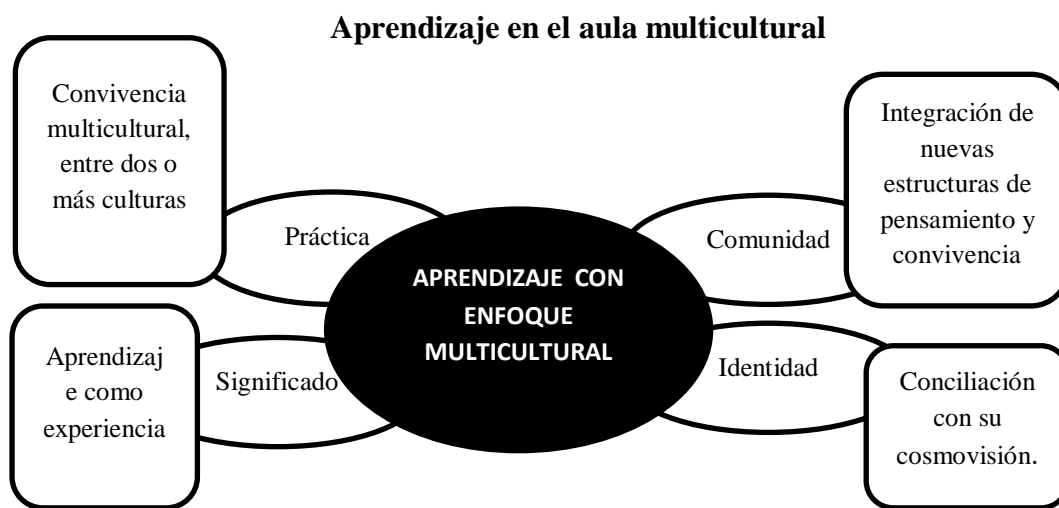 Aprendizaje en el aula multicultural
Convivencia
multicultural,
entre dos o
más culturas
Práctica
Aprendizaj
e como
experiencia
Significado
APRENDIZAJE CON
ENFOQUE
MULTICULTURAL
Comunidad
Integración de
nuevas
estructuras de
pensamiento y
convivencia
Identidad
Conciliación
con su
cosmovisión.